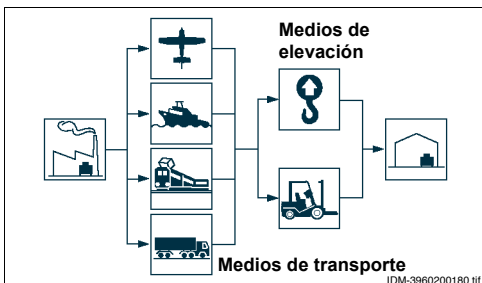 Medios de
elevación
Medios de transporte
IDM-3960200180.tif